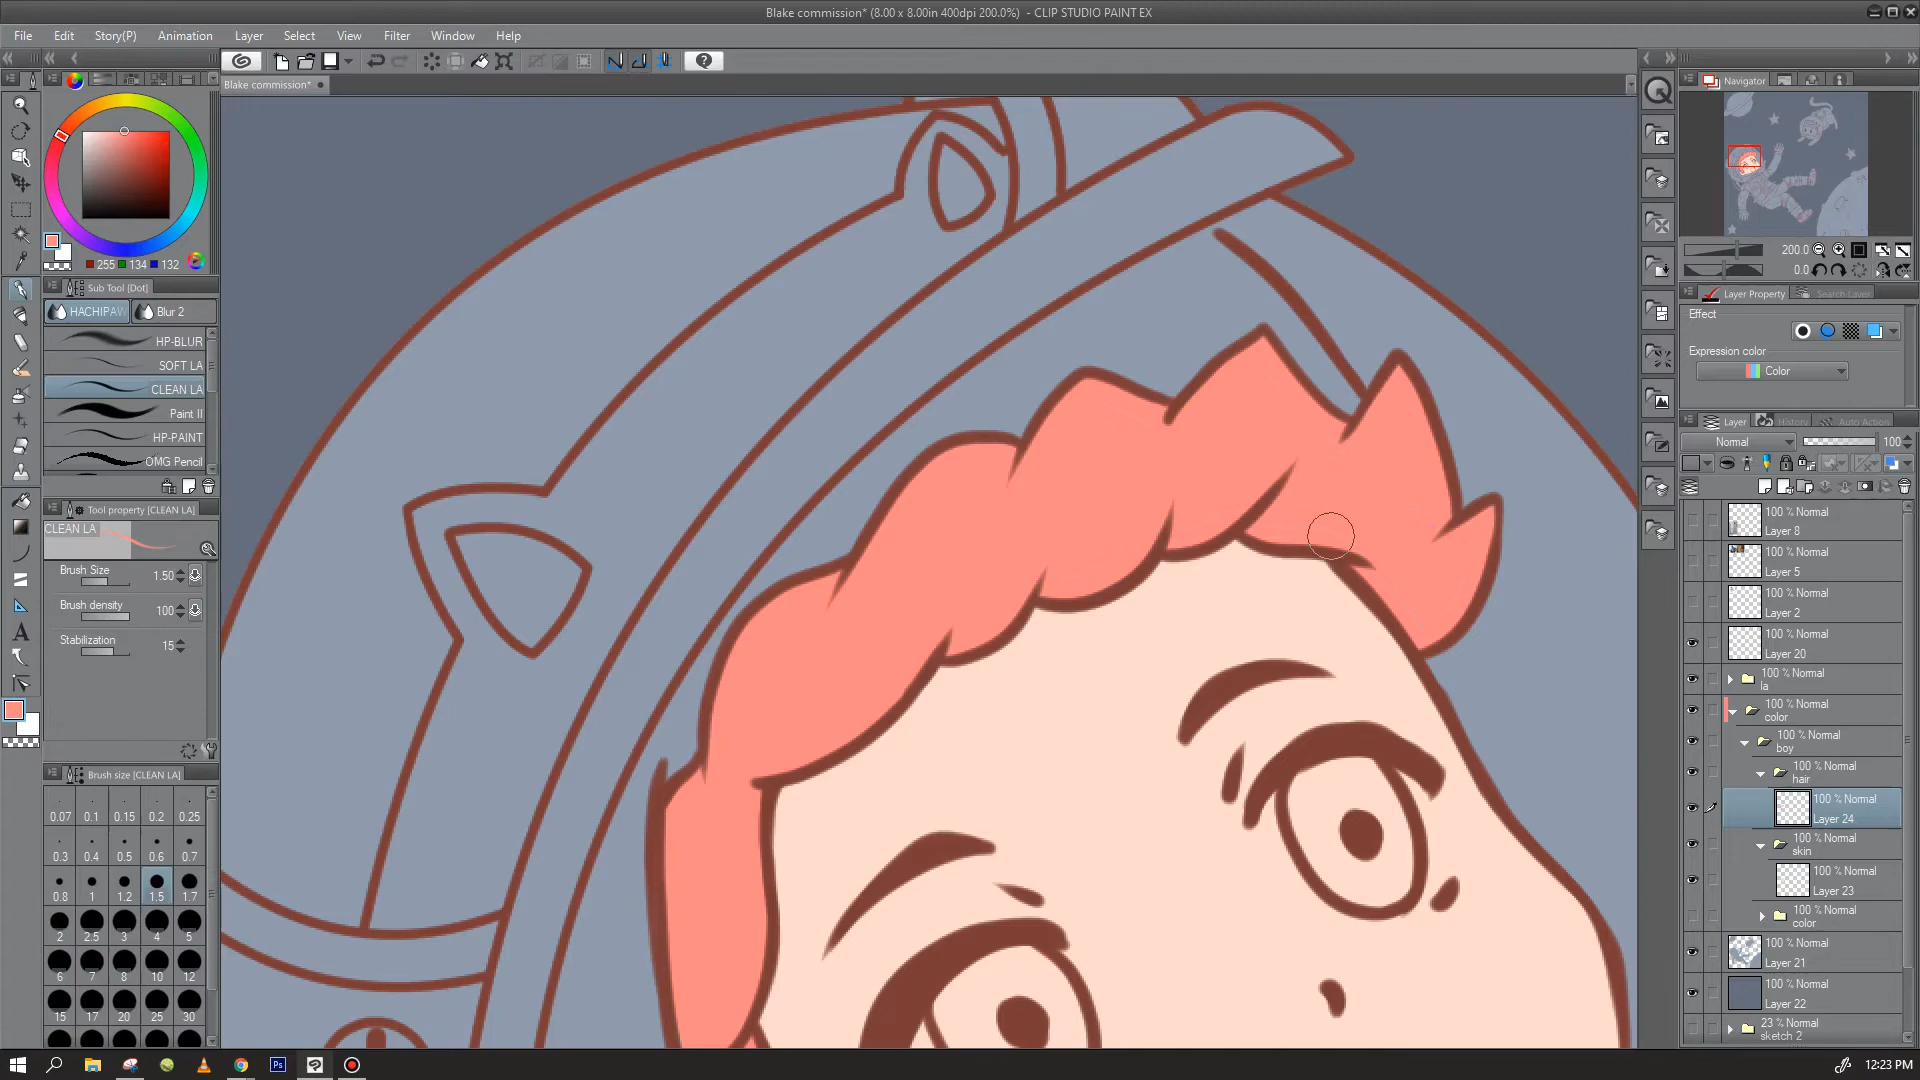 Blake commission* (8.00 x 8.00in 400dpi 200.0%) - CLIP STUDIO PAINT EX
File Edit Story(P) Animation Layer Select View Filter Window Help
Blake commission*
Navigator
200.0
0.0
255 134 132
Sub Tool [Dot]
HACHIPAW Blur 2
HP-BLUR
SOFT LA
CLEAN LA
Paint II
HP-PAINT
OMG Pencil
Tool property [CLEAN LA]
CLEAN LA
Brush Size 1.50
Brush density 100
Stabilization 15
Brush size [CLEAN LA]
0.07 0.1 0.15 0.2 0.25
0.3 0.4 0.5 0.6 0.7
0.8 1 1.2 1.5 1.7
2 2.5 3 4 5
6 7 8 10 12
15 17 20 25 30
Layer Property Search Layer
Effect
Expression color
Color
Layer History Auto Action
Normal 100
100 % Normal
Layer 8
100 % Normal
Layer 5
100 % Normal
Layer 2
100 % Normal
Layer 20
100 % Normal
la
100 % Normal
color
100 % Normal
boy
100 % Normal
hair
100 % Normal
Layer 24
100 % Normal
skin
100 % Normal
Layer 23
100 % Normal
color
100 % Normal
Layer 21
100 % Normal
Layer 22
23 % Normal
sketch 2
Ps
12:23 PM